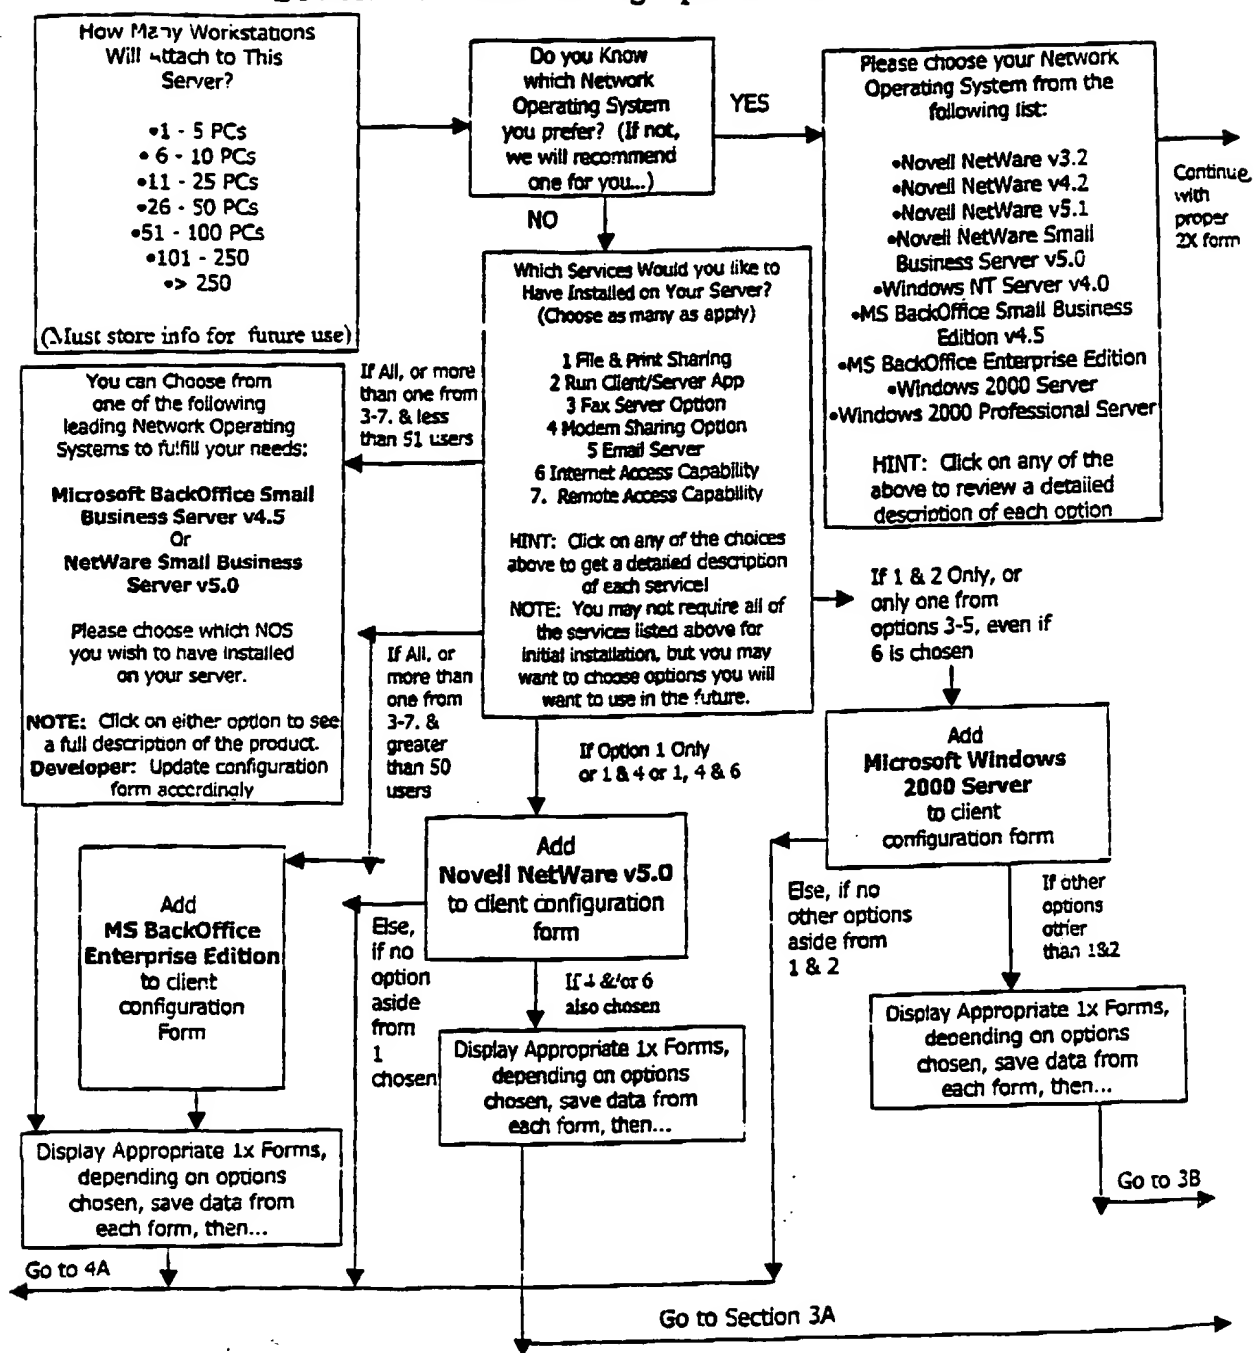 How Many Workstations
Will Attach to This
Server?
•1 - 5 PCs
• 6 - 10 PCs
•11 - 25 PCs
•26 - 50 PCs
•51 - 100 PCs
•101 - 250
•> 250
(Must store info for future use)
Do you Know
which Network
Operating System
you prefer? (If not,
we will recommend
one for you...)
YES
NO
Please choose your Network
Operating System from the
following list:
•Novell NetWare v3.2
•Novell NetWare v4.2
•Novell NetWare v5.1
•Novell NetWare Small
Business Server v5.0
•Windows NT Server v4.0
•MS BackOffice Small Business
Edition v4.5
•MS BackOffice Enterprise Edition
•Windows 2000 Server
•Windows 2000 Professional Server
HINT: Click on any of the
above to review a detailed
description of each option
Continue
with
proper
2X form
Which Services Would you like to
Have Installed on Your Server?
(Choose as many as apply)
1 File & Print Sharing
2 Run Client/Server App
3 Fax Server Option
4 Modem Sharing Option
5 Email Server
6 Internet Access Capability
7. Remote Access Capability
HINT: Click on any of the choices
above to get a detailed description
of each service!
NOTE: You may not require all of
the services listed above for
initial installation, but you may
want to choose options you will
want to use in the future.
If All, or more
than one from
3-7. & less
than 51 users
You can Choose from
one of the following
leading Network Operating
Systems to fulfill your needs:
Microsoft BackOffice Small
Business Server v4.5
Or
NetWare Small Business
Server v5.0
Please choose which NOS
you wish to have installed
on your server.
NOTE: Click on either option to see
a full description of the product.
Developer: Update configuration
form accordingly
If All, or
more than
one from
3-7. &
greater
than 50
users
If Option 1 Only
or 1 & 4 or 1, 4 & 6
If 1 & 2 Only, or
only one from
options 3-5, even if
6 is chosen
Add
Microsoft Windows
2000 Server
to client
configuration form
Add
Novell NetWare v5.0
to client configuration
form
Add
MS BackOffice
Enterprise Edition
to client
configuration
Form
Else,
if no
option
aside
from
1
chosen
If 4 &/or 6
also chosen
Else, if no
other options
aside from
1 & 2
If other
options
other
than 1&2
Display Appropriate 1x Forms,
depending on options
chosen, save data from
each form, then...
Display Appropriate 1x Forms,
depending on options
chosen, save data from
each form, then...
Display Appropriate 1x Forms,
depending on options
chosen, save data from
each form, then...
Go to 3B
Go to 4A
Go to Section 3A